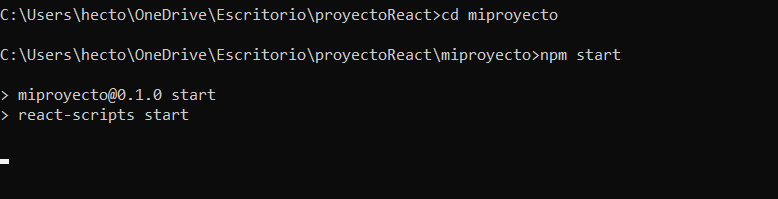 C:\Users\hecto\OneDrive\Escritorio\proyectoReact>cd miproyecto
C:\Users\hecto\OneDrive\Escritorio\proyectoReact\miproyecto>npm start
> miproyecto@0.1.0 start
> react-scripts start